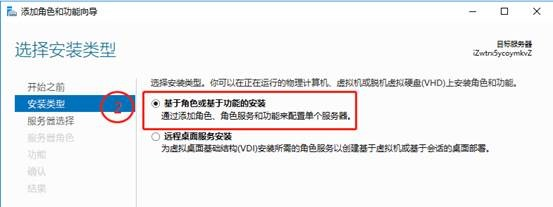 添加角色和功能向导
选择安装类型
目标服务器
iZwtrx5ycoymkvZ
开始之前
安装类型
服务器选择
服务器角色
功能
确认
结果
2
选择安装类型。你可以在正在运行的物理计算机、虚拟机或脱机虚拟硬盘(VHD)上安装角色和功能。
基于角色或基于功能的安装
通过添加角色、角色服务和功能来配置单个服务器。
远程桌面服务安装
为虚拟桌面基础结构(VDI)安装所需的角色服务以创建基于虚拟机或基于会话的桌面部署。